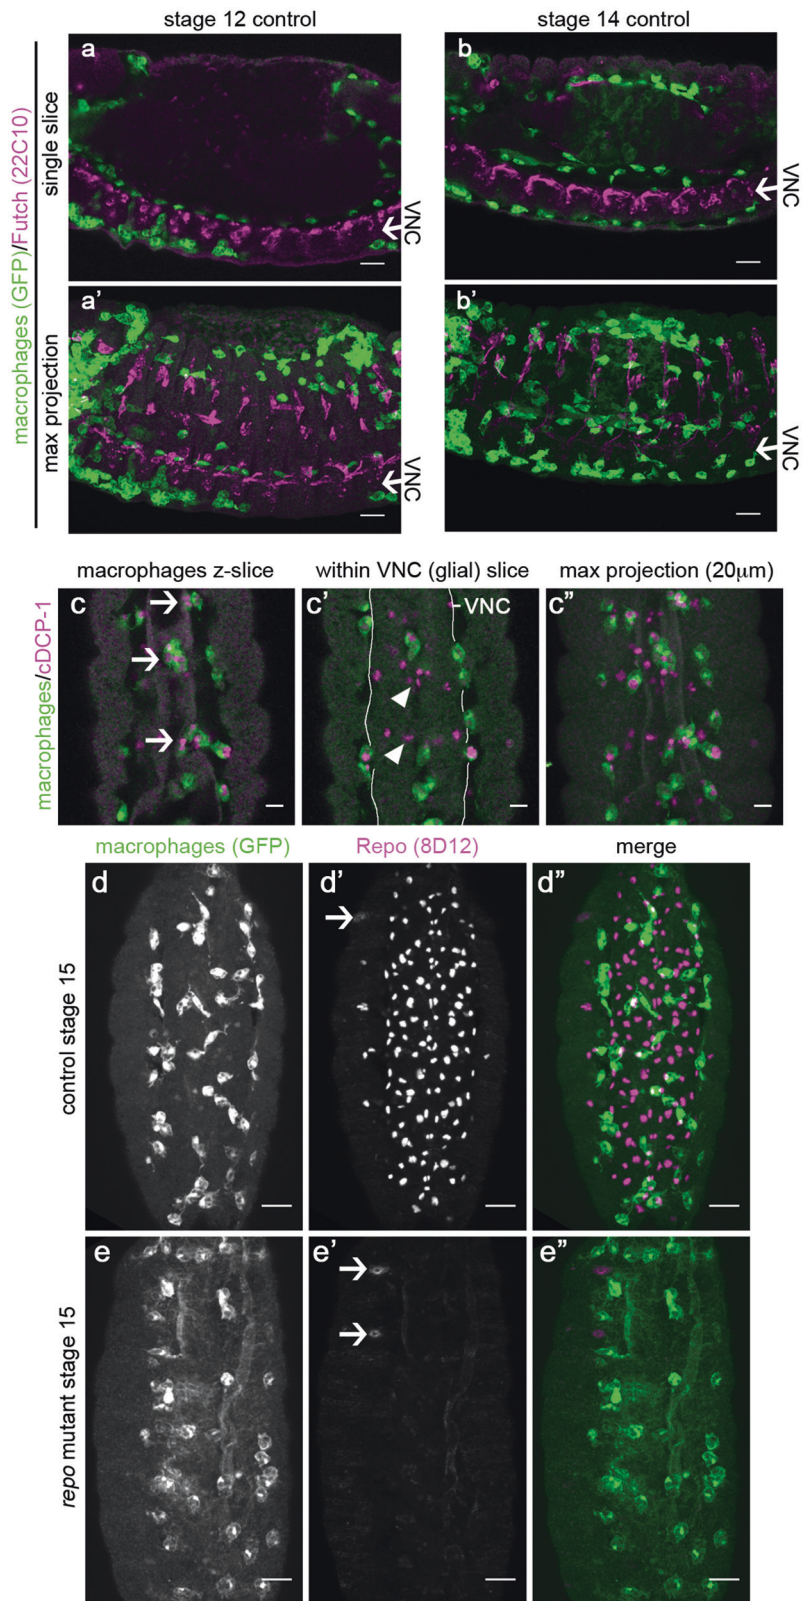 stage 12 control
stage 14 control
macrophages (GFP)/Futch (22C10)
single slice
a
VNC
b
VNC
max projection
a'
VNC
b'
VNC
macrophages z-slice
within VNC (glial) slice
max projection (20μm)
macrophages/cDCP-1
c
c'
VNC
c"
macrophages (GFP)
Repo (8D12)
merge
control stage 15
d
d'
d"
repo mutant stage 15
e
e'
e"